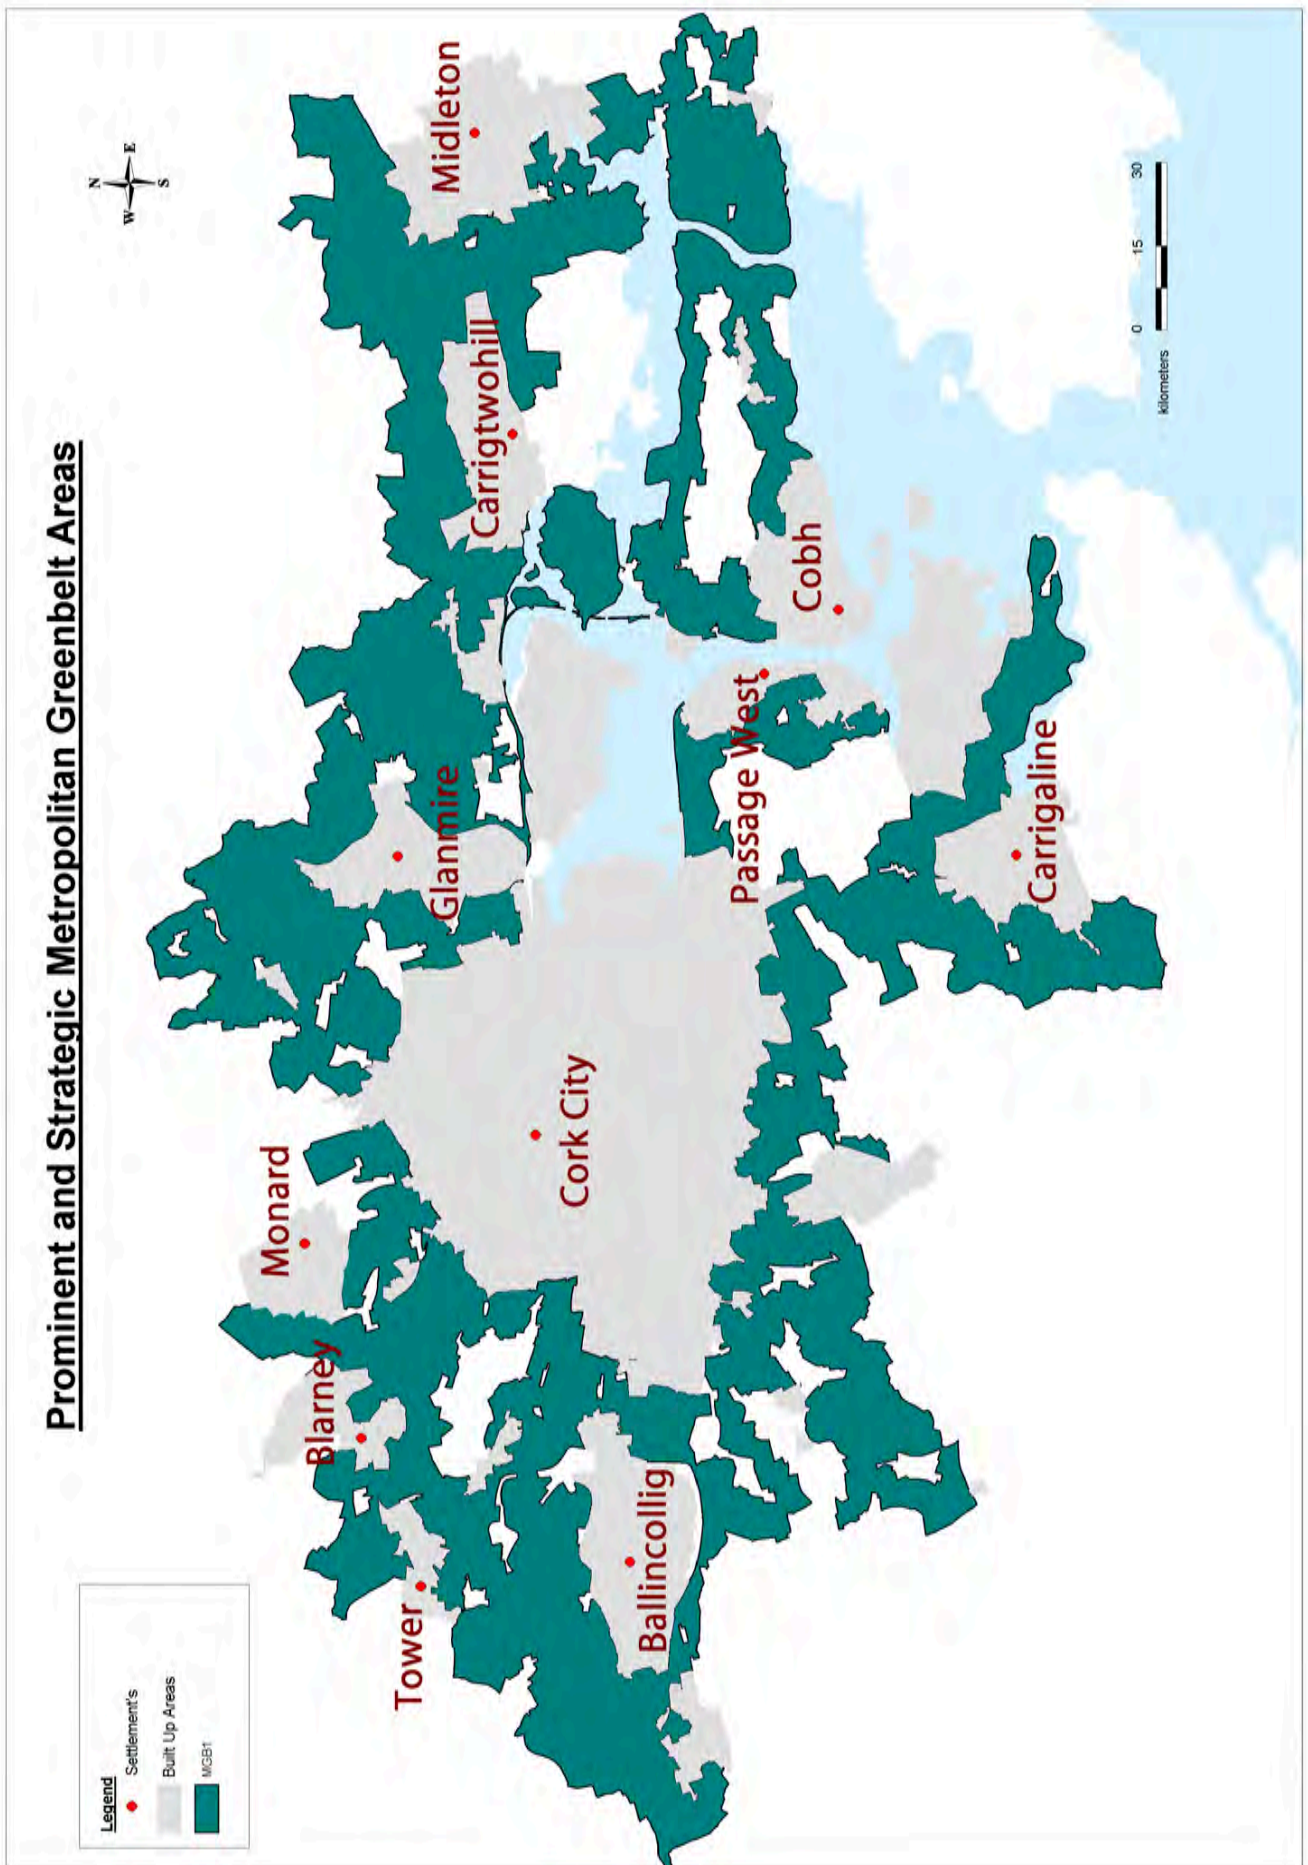 Prominent and Strategic Metropolitan Greenbelt Areas
N
W
E
S
Legend
Settlement's
Built Up Areas
MGB1
Monard
Blarney
Tower
Glanmire
Midleton
Carrigtwohill
Cork City
Ballincollig
Passage West
Cobh
Carrigaline
0 15 30
kilometers